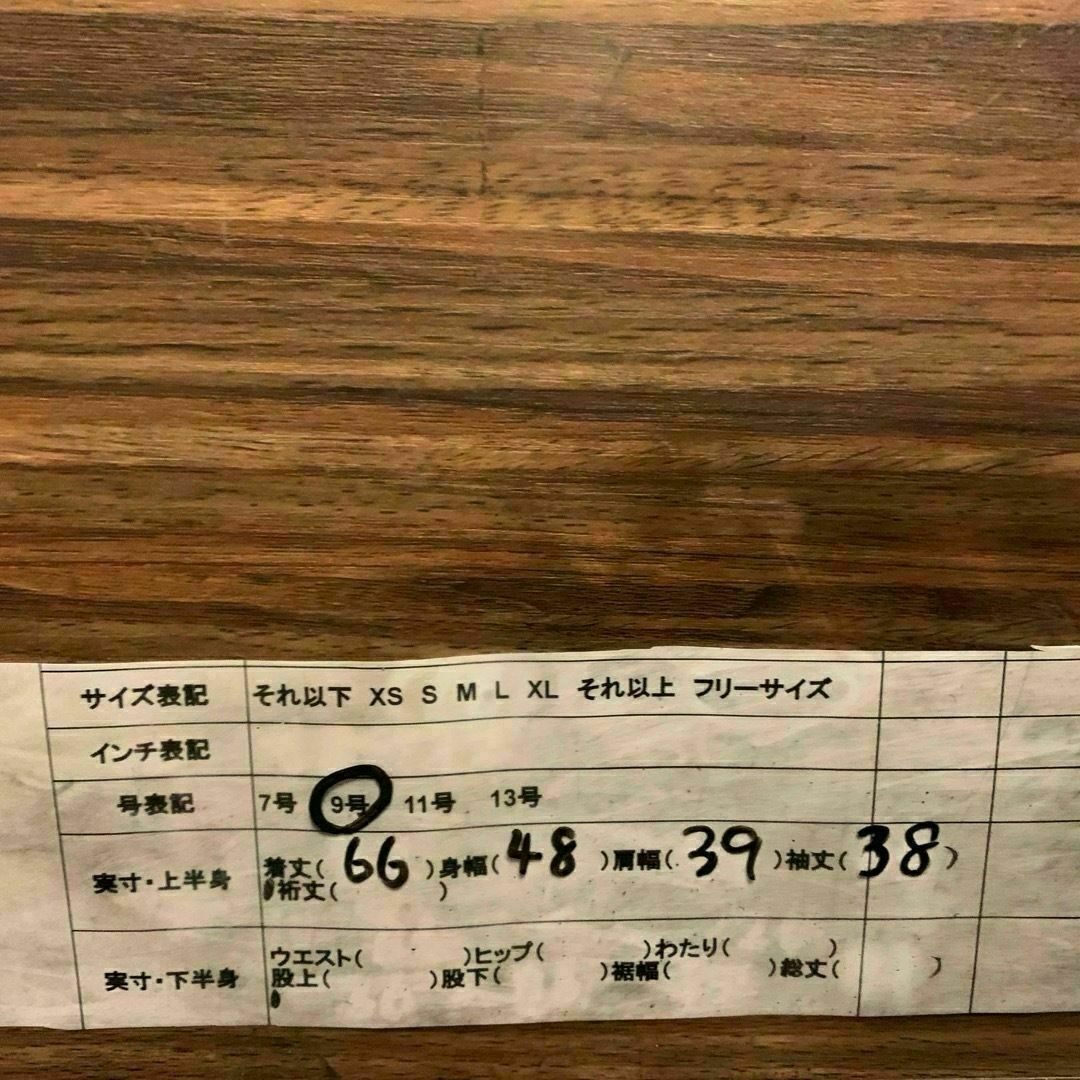 サイズ表記 それ以下 XS S M L XL それ以上 フリーサイズ
インチ表記
号表記 7号 9号 11号 13号
実寸・上半身 着丈( 66 )身幅( 48 )肩幅( 39 )袖丈( 38 )
裄丈( )
実寸・下半身 ウエスト( )ヒップ( )わたり( )
股上( )股下( )裾幅( )総丈( )